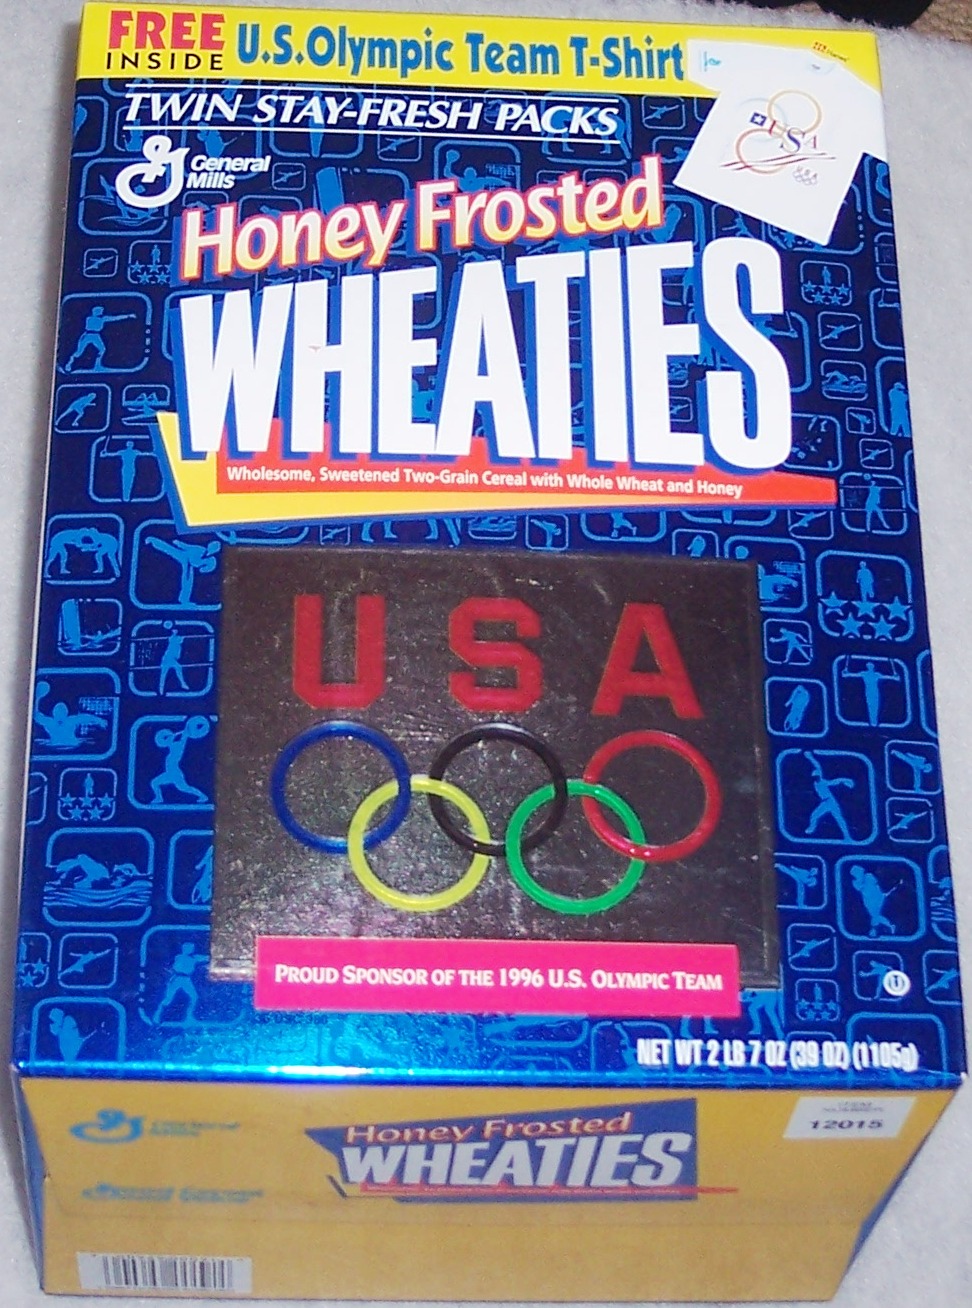 FREE
INSIDE
U.S.Olympic Team T-Shirt
USA
TWIN STAY-FRESH PACKS
General
Mills
Honey Frosted
WHEATIES
Wholesome, Sweetened Two-Grain Cereal with Whole Wheat and Honey
USA
PROUD SPONSOR OF THE 1996 U.S. OLYMPIC TEAM
U
NET WT 2 LB 7 OZ (39 OZ) (1105g)
Honey Frosted
WHEATIES
12015